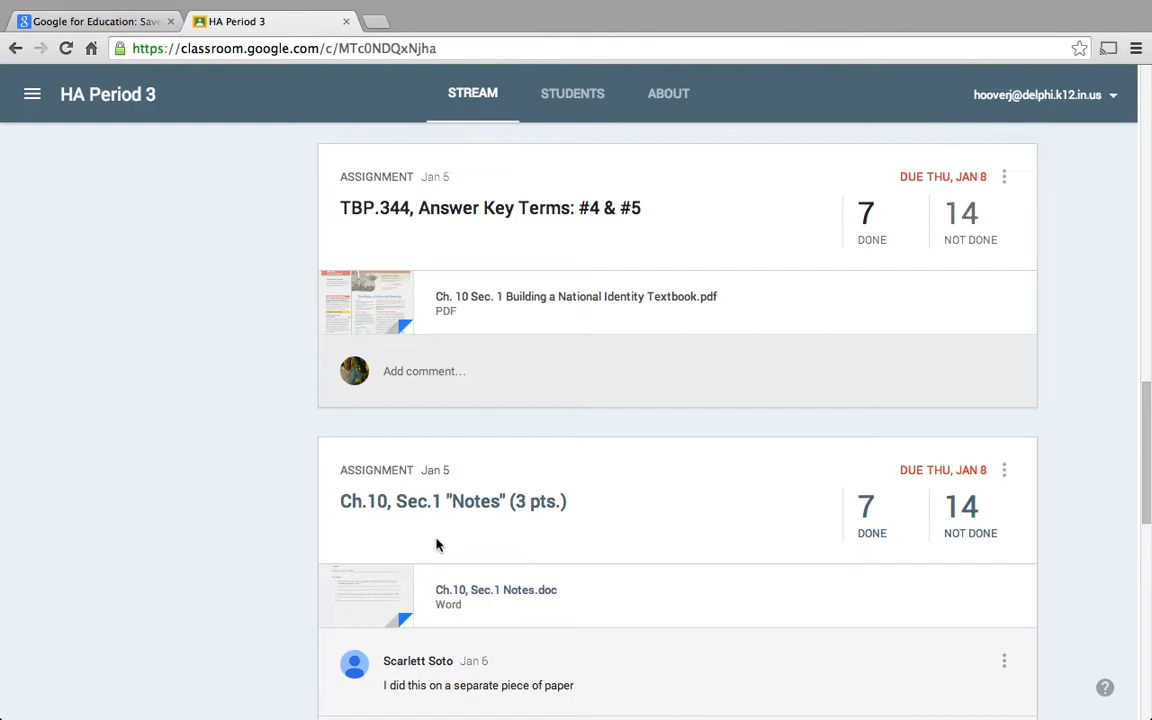 Google for Education: Save
HA Period 3
https://classroom.google.com/c/MTc0NDQxNjha
HA Period 3
STREAM
STUDENTS
ABOUT
hooverj@delphi.k12.in.us
ASSIGNMENT Jan 5
DUE THU, JAN 8
TBP.344, Answer Key Terms: #4 & #5
7
DONE
14
NOT DONE
Ch. 10 Sec. 1 Building a National Identity Textbook.pdf
PDF
Add comment...
ASSIGNMENT Jan 5
DUE THU, JAN 8
Ch.10, Sec.1 "Notes" (3 pts.)
7
DONE
14
NOT DONE
Ch.10, Sec.1 Notes.doc
Word
Scarlett Soto Jan 6
I did this on a separate piece of paper